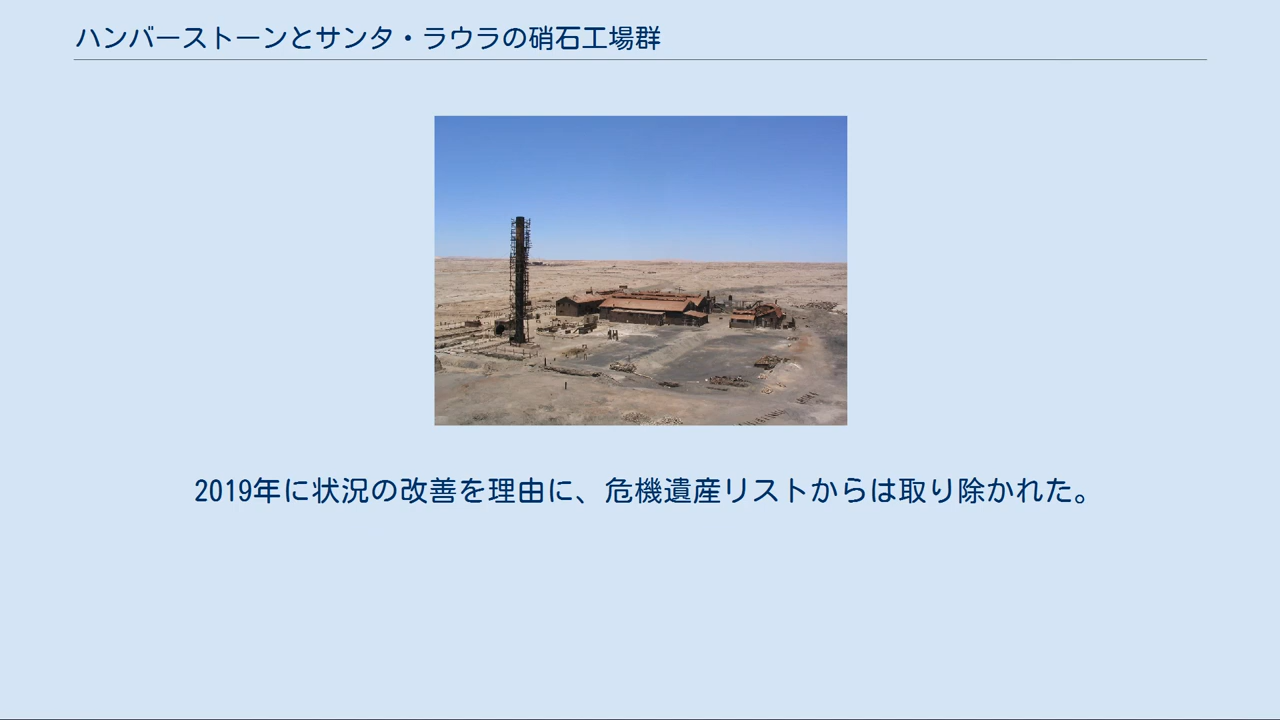 ハンバーストーンとサンタ・ラウラの硝石工場群
2019年に状況の改善を理由に、危機遺産リストからは取り除かれた。